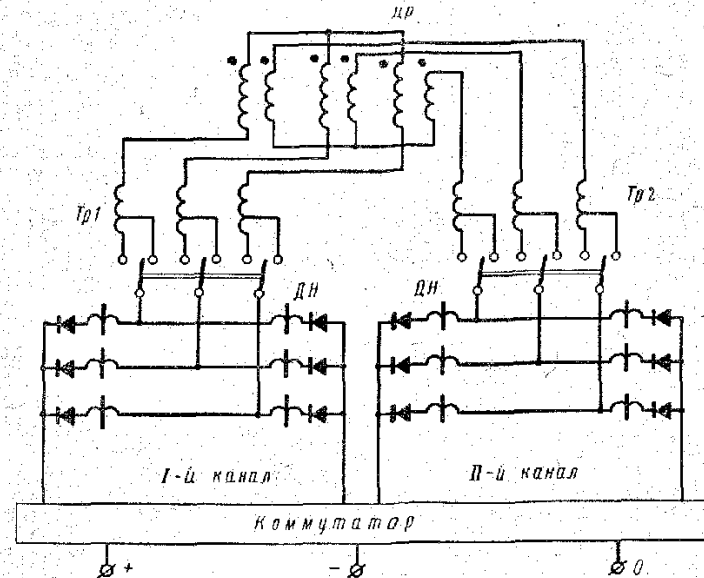 др
Тр1
Тр2
ДН
ДН
I-й канал
II-й канал
Коммутатор
+
-
0